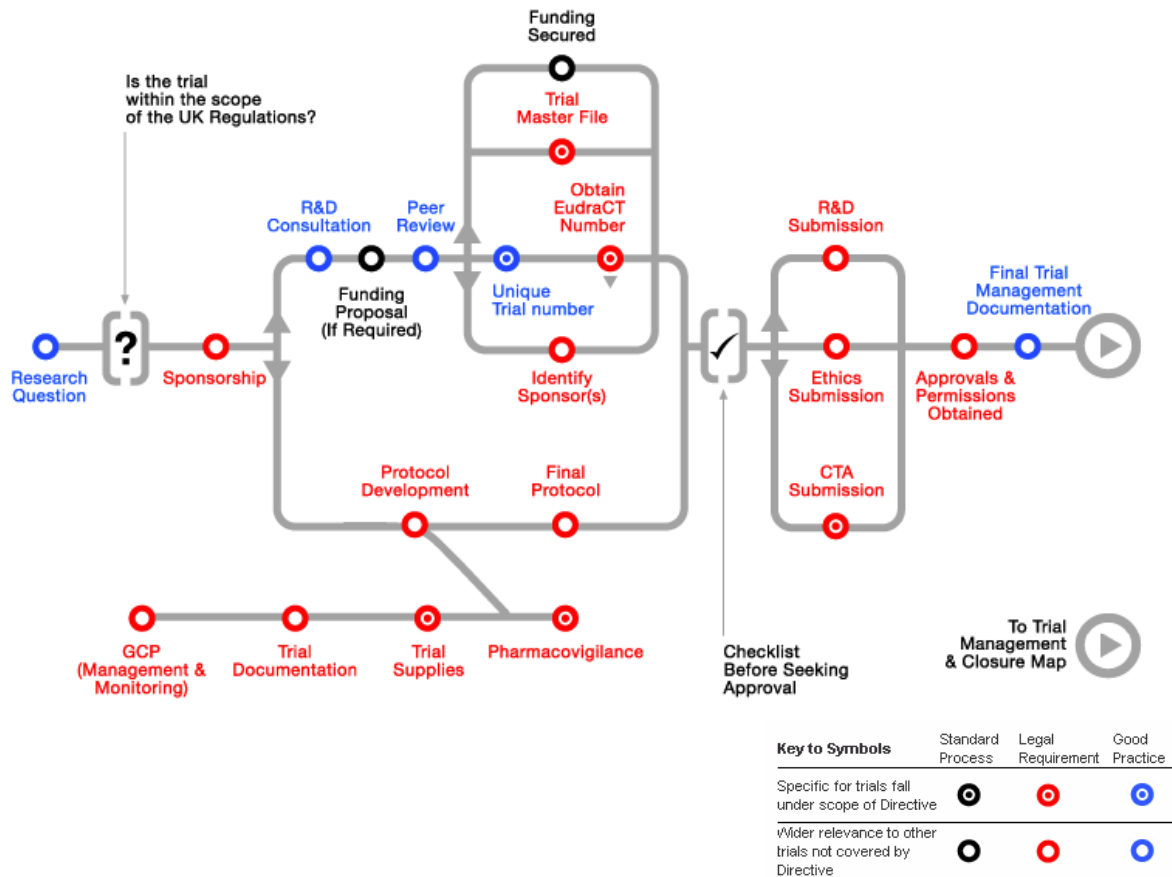 Funding
Secured
Is the trial
within the scope
of the UK Regulations?
Trial
Master File
R&D
Consultation
Peer
Review
Obtain
EudraCT
Number
R&D
Submission
Funding
Proposal
(If Required)
Unique
Trial number
Final Trial
Management
Documentation
?
Research
Question
Sponsorship
Identify
Sponsor(s)
Ethics
Submission
Approvals &
Permissions
Obtained
Protocol
Development
Final
Protocol
CTA
Submission
GCP
(Management &
Monitoring)
Trial
Documentation
Trial
Supplies
Pharmacovigilance
Checklist
Before Seeking
Approval
To Trial
Management
& Closure Map
Key to Symbols
Standard
Process
Legal
Requirement
Good
Practice
Specific for trials fall
under scope of Directive
Wider relevance to other
trials not covered by
Directive